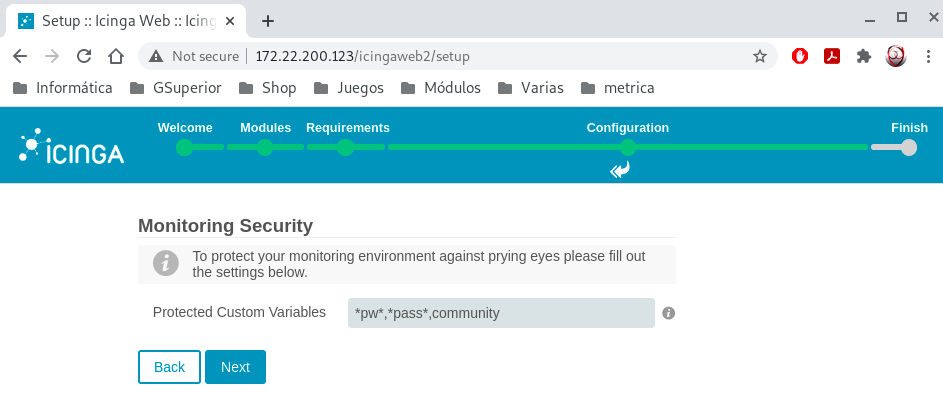 Setup :: Icinga Web :: Icing
Not secure | 172.22.200.123/icingaweb2/setup
Informática GSuperior Shop Juegos Módulos Varias metrica
Welcome Modules Requirements Configuration Finish
ICINGA
Monitoring Security
To protect your monitoring environment against prying eyes please fill out
the settings below.
Protected Custom Variables *pw*,*pass*,community
Back Next